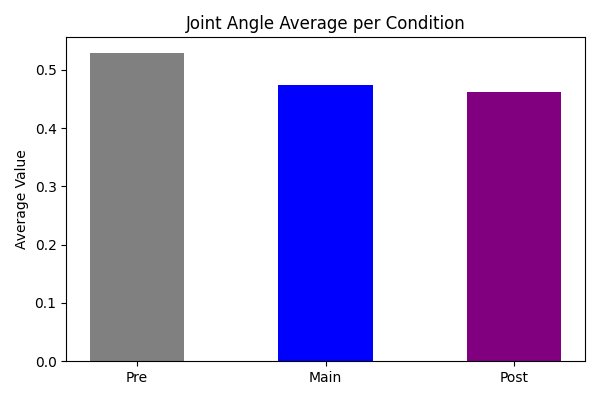 Joint Angle Average per Condition
Average Value
0.5
0.4
0.3
0.2
0.1
0.0
Pre
Main
Post